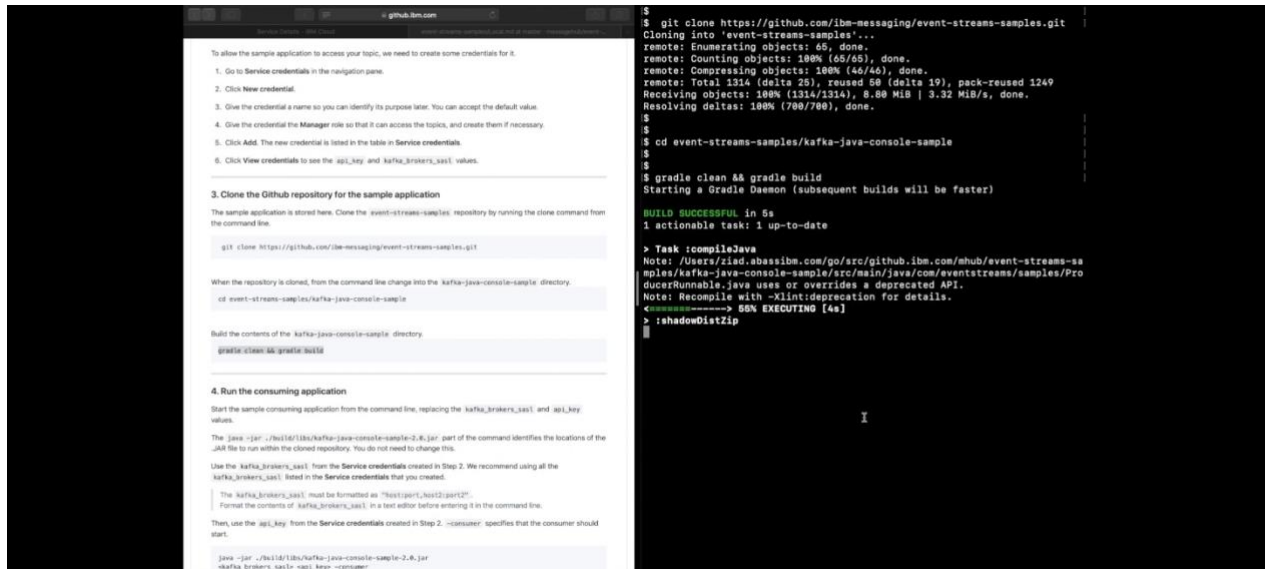 github.ibm.com
Service Details - IBM Cloud
To allow the sample application to access your topic, we need to create some credentials for it.
1. Go to Service credentials in the navigation pane.
2. Click New credential.
3. Give the credential a name so you can identify its purpose later. You can accept the default value.
4. Give the credential the Manager role so that it can access the topics, and create them if necessary.
5. Click Add. The new credential is listed in the table in Service credentials.
6. Click View credentials to see the api_key and kafka_brokers_sasl values.
3. Clone the Github repository for the sample application
The sample application is stored here. Clone the event-streams-samples repository by running the clone command from
the command line.
git clone https://github.com/ibm-messaging/event-streams-samples.git
When the repository is cloned, from the command line change into the kafka-java-console-sample directory.
cd event-streams-samples/kafka-java-console-sample
Build the contents of the kafka-java-console-sample directory.
gradle clean && gradle build
4. Run the consuming application
Start the sample consuming application from the command line, replacing the kafka_brokers_sasl and api_key
values.
The java -jar ./build/libs/kafka-java-console-sample-2.0.jar part of the command identifies the locations of the
.JAR file to run within the cloned repository. You do not need to change this.
Use the kafka_brokers_sasl from the Service credentials created in Step 2. We recommend using all the
kafka_brokers_sasl listed in the Service credentials that you created.
The kafka_brokers_sasl must be formatted as "host:port,host2:port2".
Format the contents of kafka_brokers_sasl in a text editor before entering it in the command line.
Then, use the api_key from the Service credentials created in Step 2. -consumer specifies that the consumer should
start.
java -jar ./build/libs/kafka-java-console-sample-2.0.jar
<kafka_brokers_sasl> <api_key> -consumer
$
$ git clone https://github.com/ibm-messaging/event-streams-samples.git
Cloning into 'event-streams-samples'...
remote: Enumerating objects: 65, done.
remote: Counting objects: 100% (65/65), done.
remote: Compressing objects: 100% (46/46), done.
remote: Total 1314 (delta 25), reused 50 (delta 19), pack-reused 1249
Receiving objects: 100% (1314/1314), 8.80 MiB | 3.32 MiB/s, done.
Resolving deltas: 100% (700/700), done.
$
$
$ cd event-streams-samples/kafka-java-console-sample
$
$
$ gradle clean && gradle build
Starting a Gradle Daemon (subsequent builds will be faster)
BUILD SUCCESSFUL in 5s
1 actionable task: 1 up-to-date
> Task :compileJava
Note: /Users/ziad.abassibm.com/go/src/github.ibm.com/mhub/event-streams-sa
mples/kafka-java-console-sample/src/main/java/com/eventstreams/samples/Pro
ducerRunnable.java uses or overrides a deprecated API.
Note: Recompile with -Xlint:deprecation for details.
<=======------> 55% EXECUTING [4s]
> :shadowDistZip